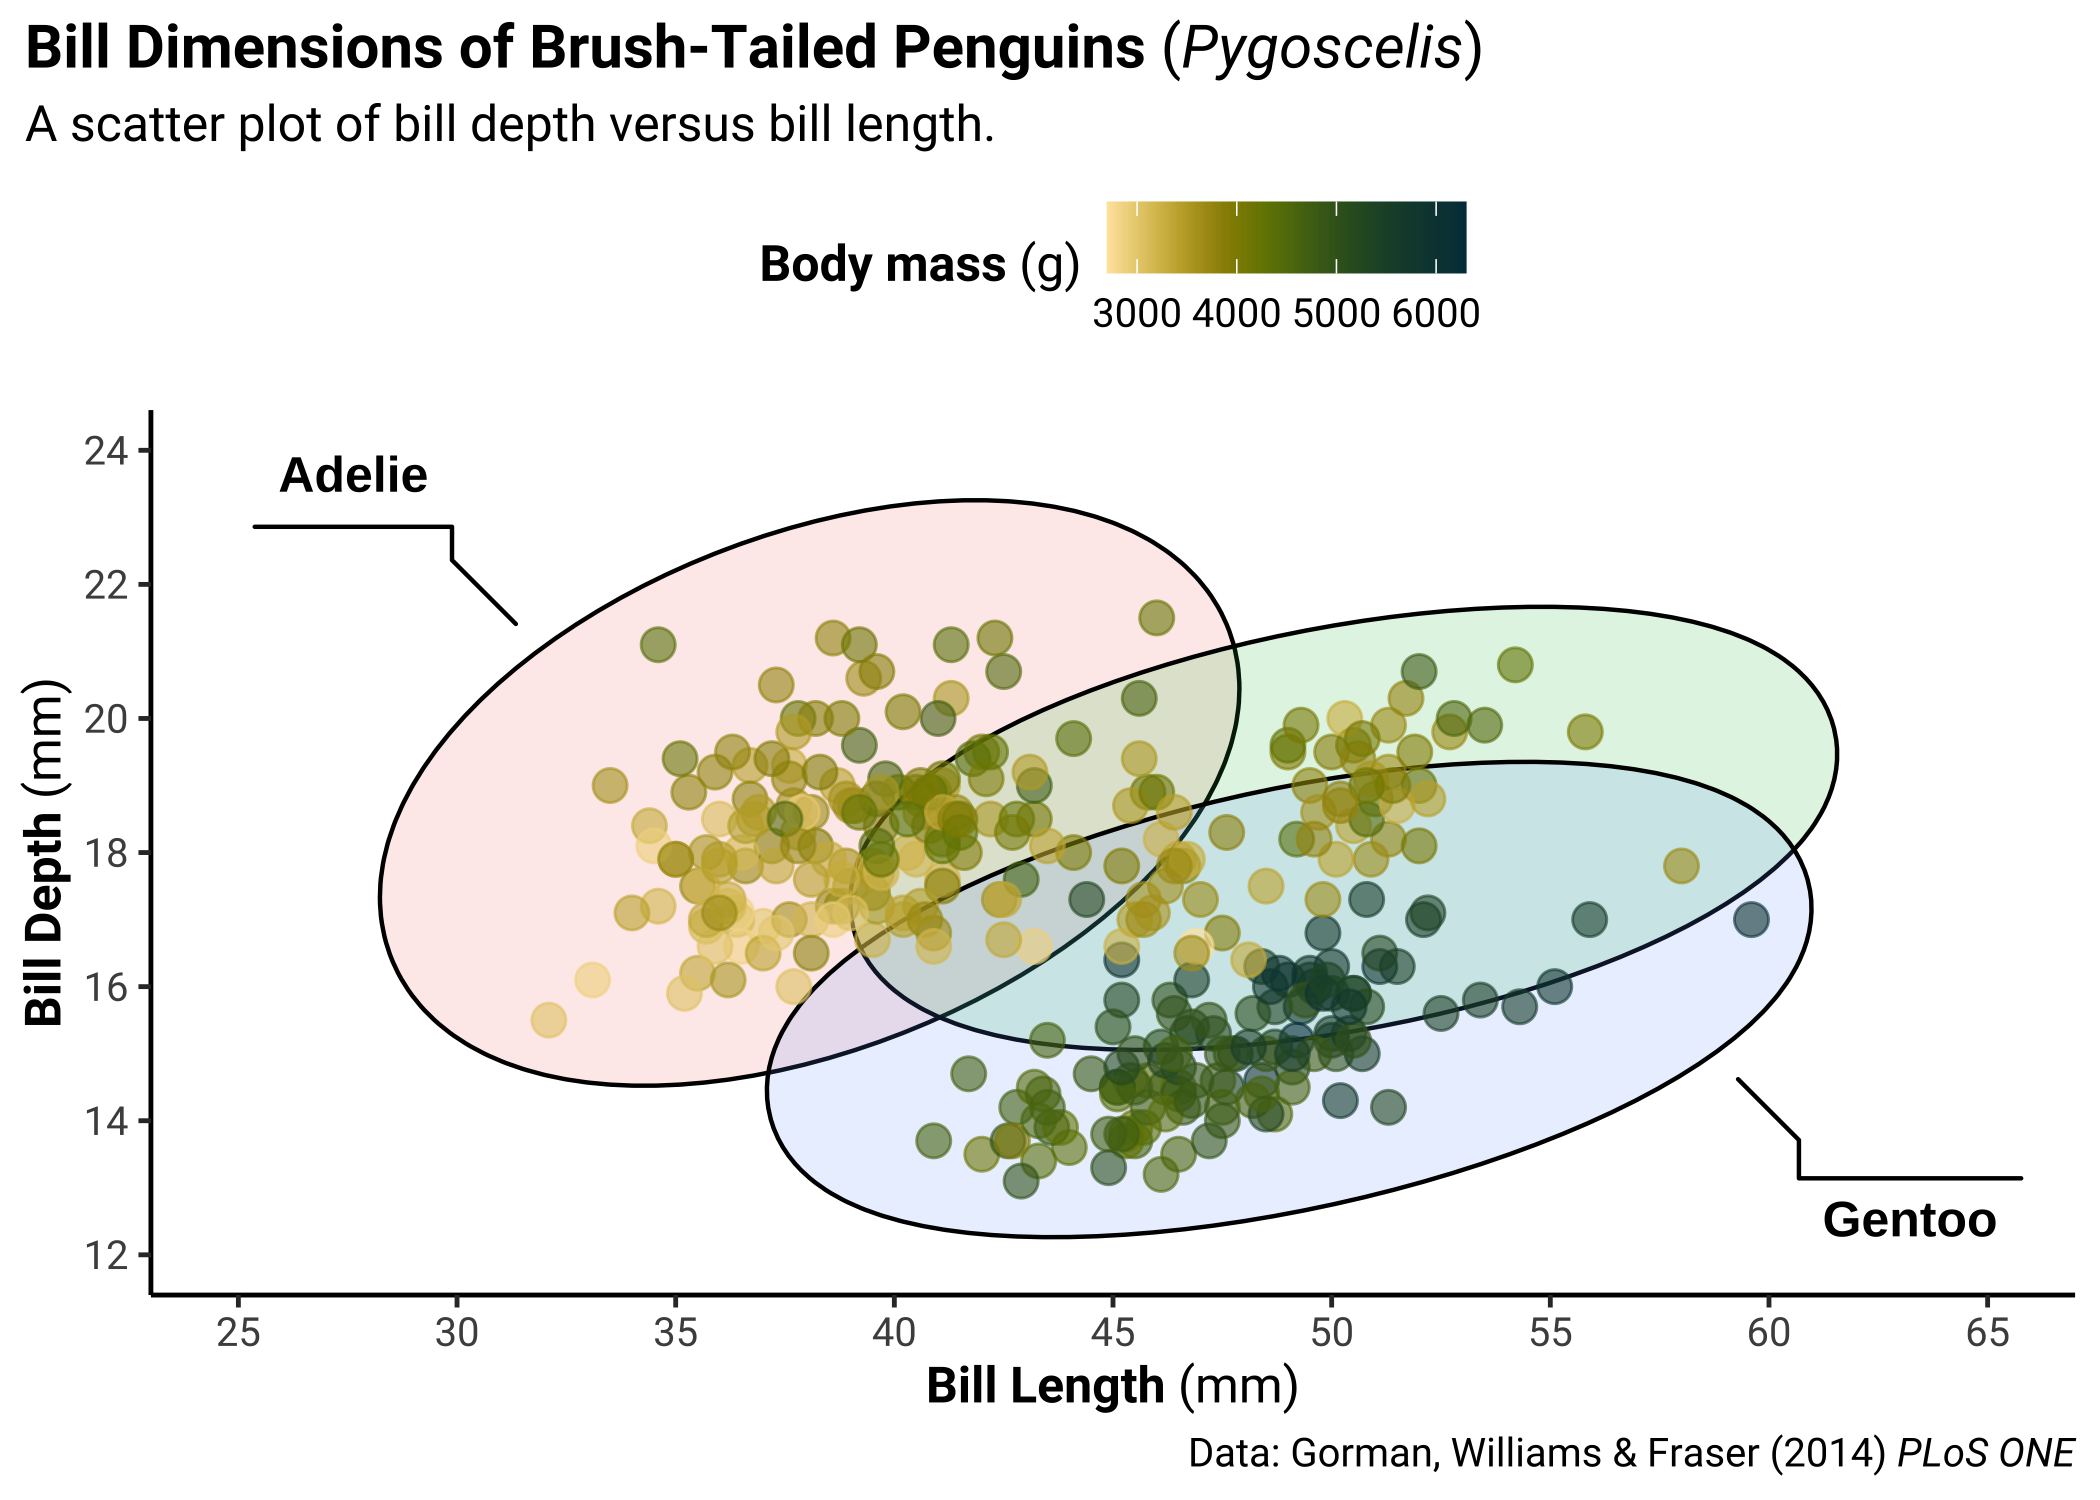 Bill Dimensions of Brush-Tailed Penguins (Pygoscelis)
A scatter plot of bill depth versus bill length.
Body mass (g)
3000 4000 5000 6000
Adelie
Gentoo
Bill Depth (mm)
24
22
20
18
16
14
12
25 30 35 40 45 50 55 60 65
Bill Length (mm)
Data: Gorman, Williams & Fraser (2014) PLoS ONE